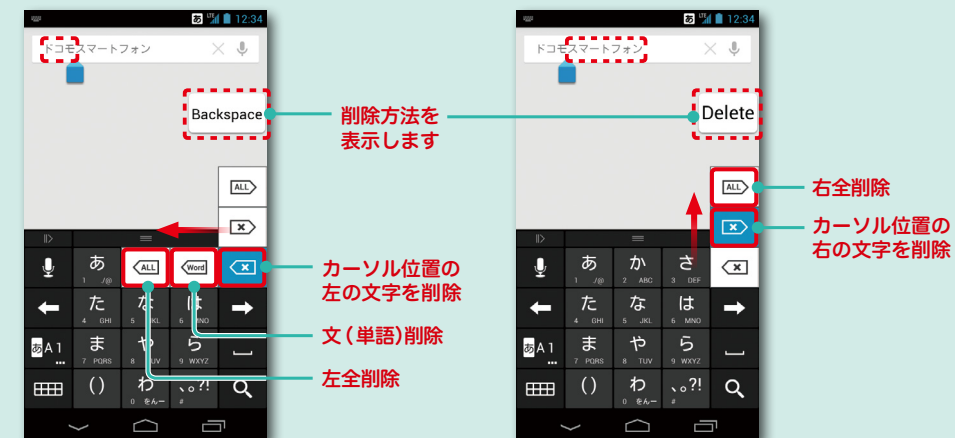 あ LTE 12:34
ドコモスマートフォン
Backspace
削除方法を
表示します
ALL
あ 1 ./@
ALL
Word
た 4 GHI
な 5 JKL
は 6 MNO
あA1
ま 7 PQRS
や 8 TUV
ら 9 WXYZ
()
わ 0 をんー
、。?! #
カーソル位置の
左の文字を削除
文(単語)削除
左全削除
あ LTE 12:34
ドコモスマートフォン
Delete
ALL
あ 1 ./@
か 2 ABC
さ 3 DEF
た 4 GHI
な 5 JKL
は 6 MNO
あA1
ま 7 PQRS
や 8 TUV
ら 9 WXYZ
()
わ 0 をんー
、。?! #
右全削除
カーソル位置の
右の文字を削除